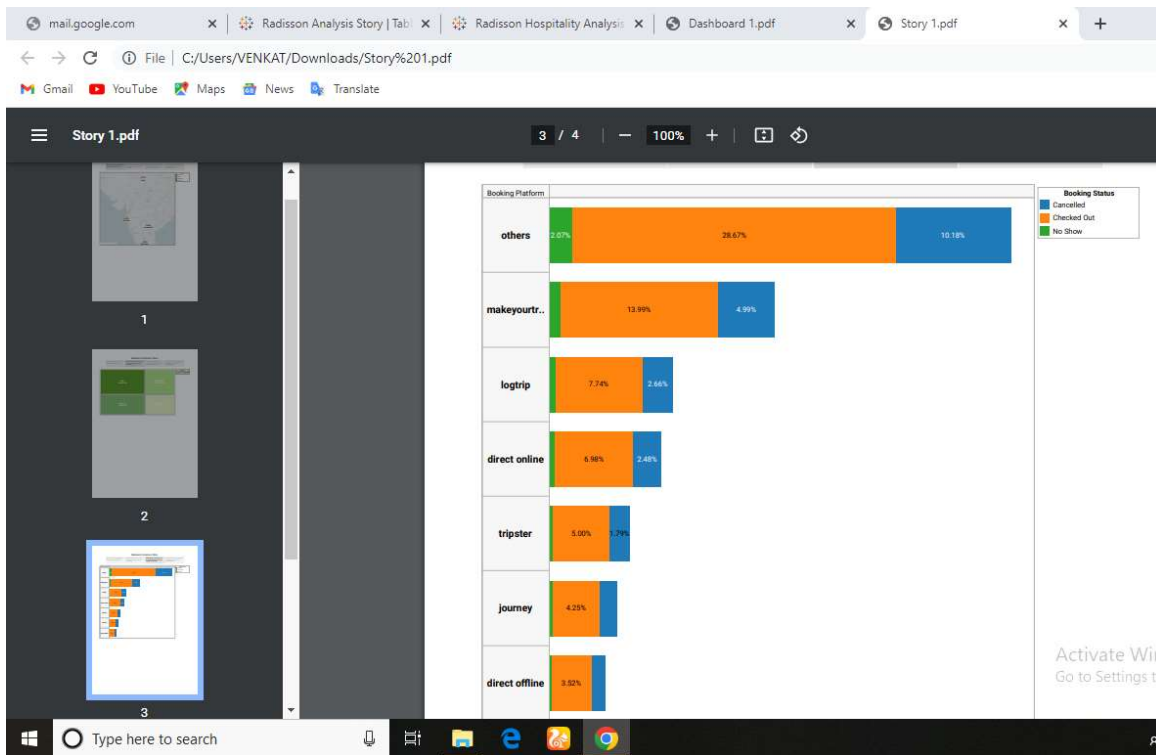 mail.google.com
Radisson Analysis Story | Tabl
Radisson Hospitality Analysis
Dashboard 1.pdf
Story 1.pdf
File | C:/Users/VENKAT/Downloads/Story%201.pdf
Gmail YouTube Maps News Translate
Story 1.pdf
3 / 4
100%
1
2
3
Booking Platform
others 2.07% 28.67% 10.18%
makeyourtr.. 13.99% 4.99%
logtrip 7.74% 2.66%
direct online 6.98% 2.48%
tripster 5.00% 1.79%
journey 4.25%
direct offline 3.52%
Booking Status
Cancelled
Checked Out
No Show
Activate Wi
Go to Settings t
Type here to search